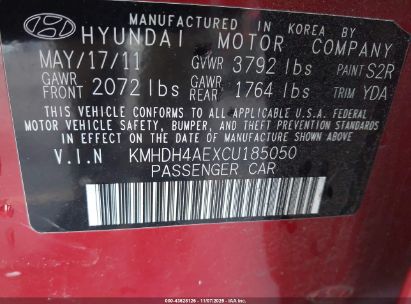 MANUFACTURED IN KOREA BY
HYUNDAI MOTOR COMPANY
MAY/17/11 GVWR 3792 lbs PAINT S2R
GAWR FRONT 2072 lbs GAWR REAR 1764 lbs TRIM YDA
THIS VEHICLE CONFORMS TO ALL APPLICABLE U.S.A. FEDERAL
MOTOR VEHICLE SAFETY, BUMPER, AND THEFT PREVENTION
STANDARDS IN EFFECT ON THE DATE OF MANUFACTURE SHOWN ABOVE.
V.I.N KMHDH4AEXCU185050
PASSENGER CAR